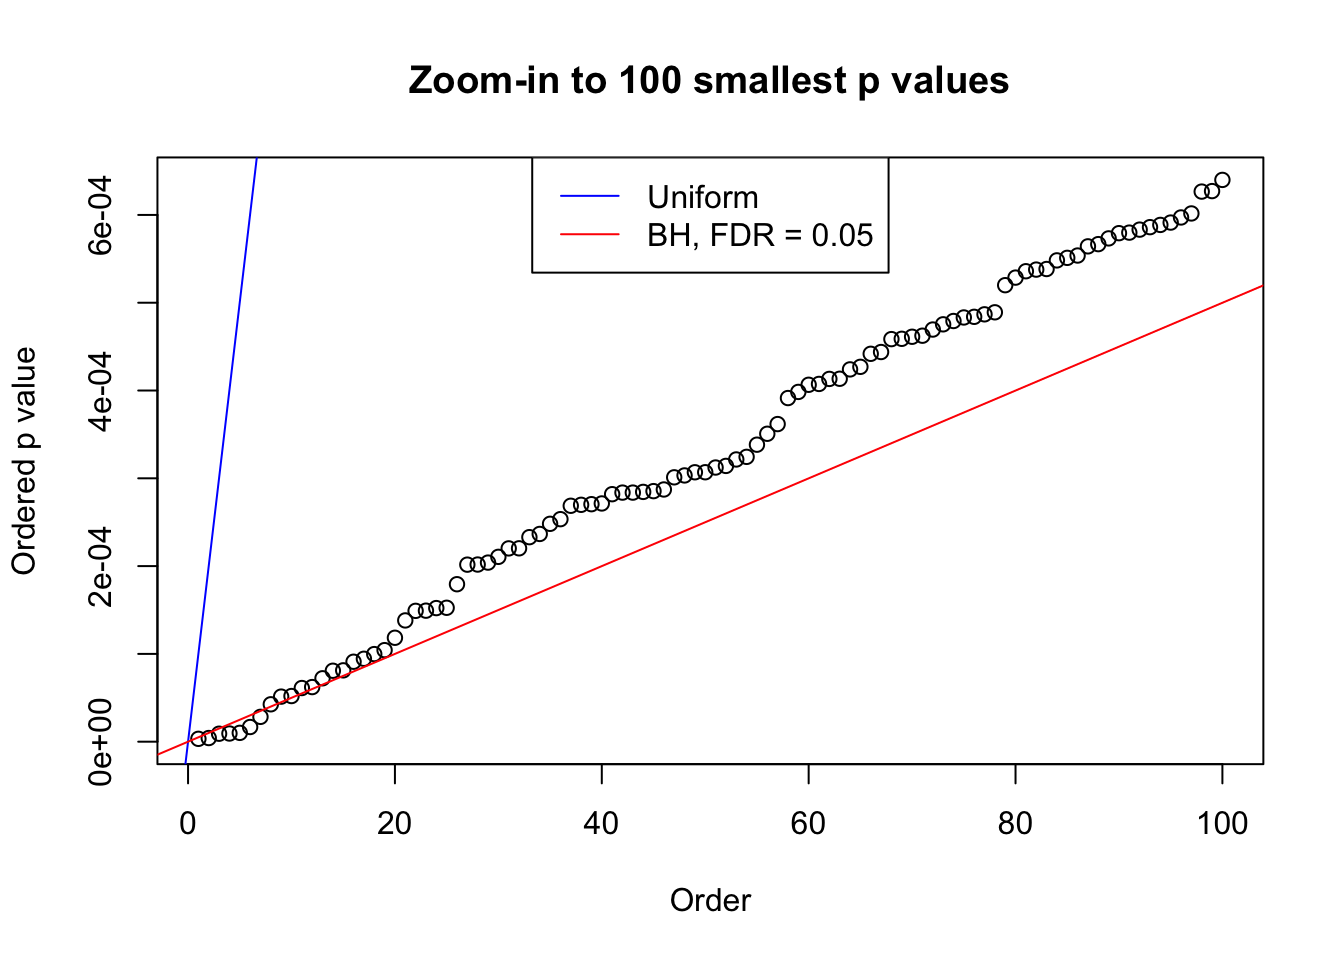 Zoom-in to 100 smallest p values
Uniform
BH, FDR = 0.05
Ordered p value
6e-04
4e-04
2e-04
0e+00
0 20 40 60 80 100
Order